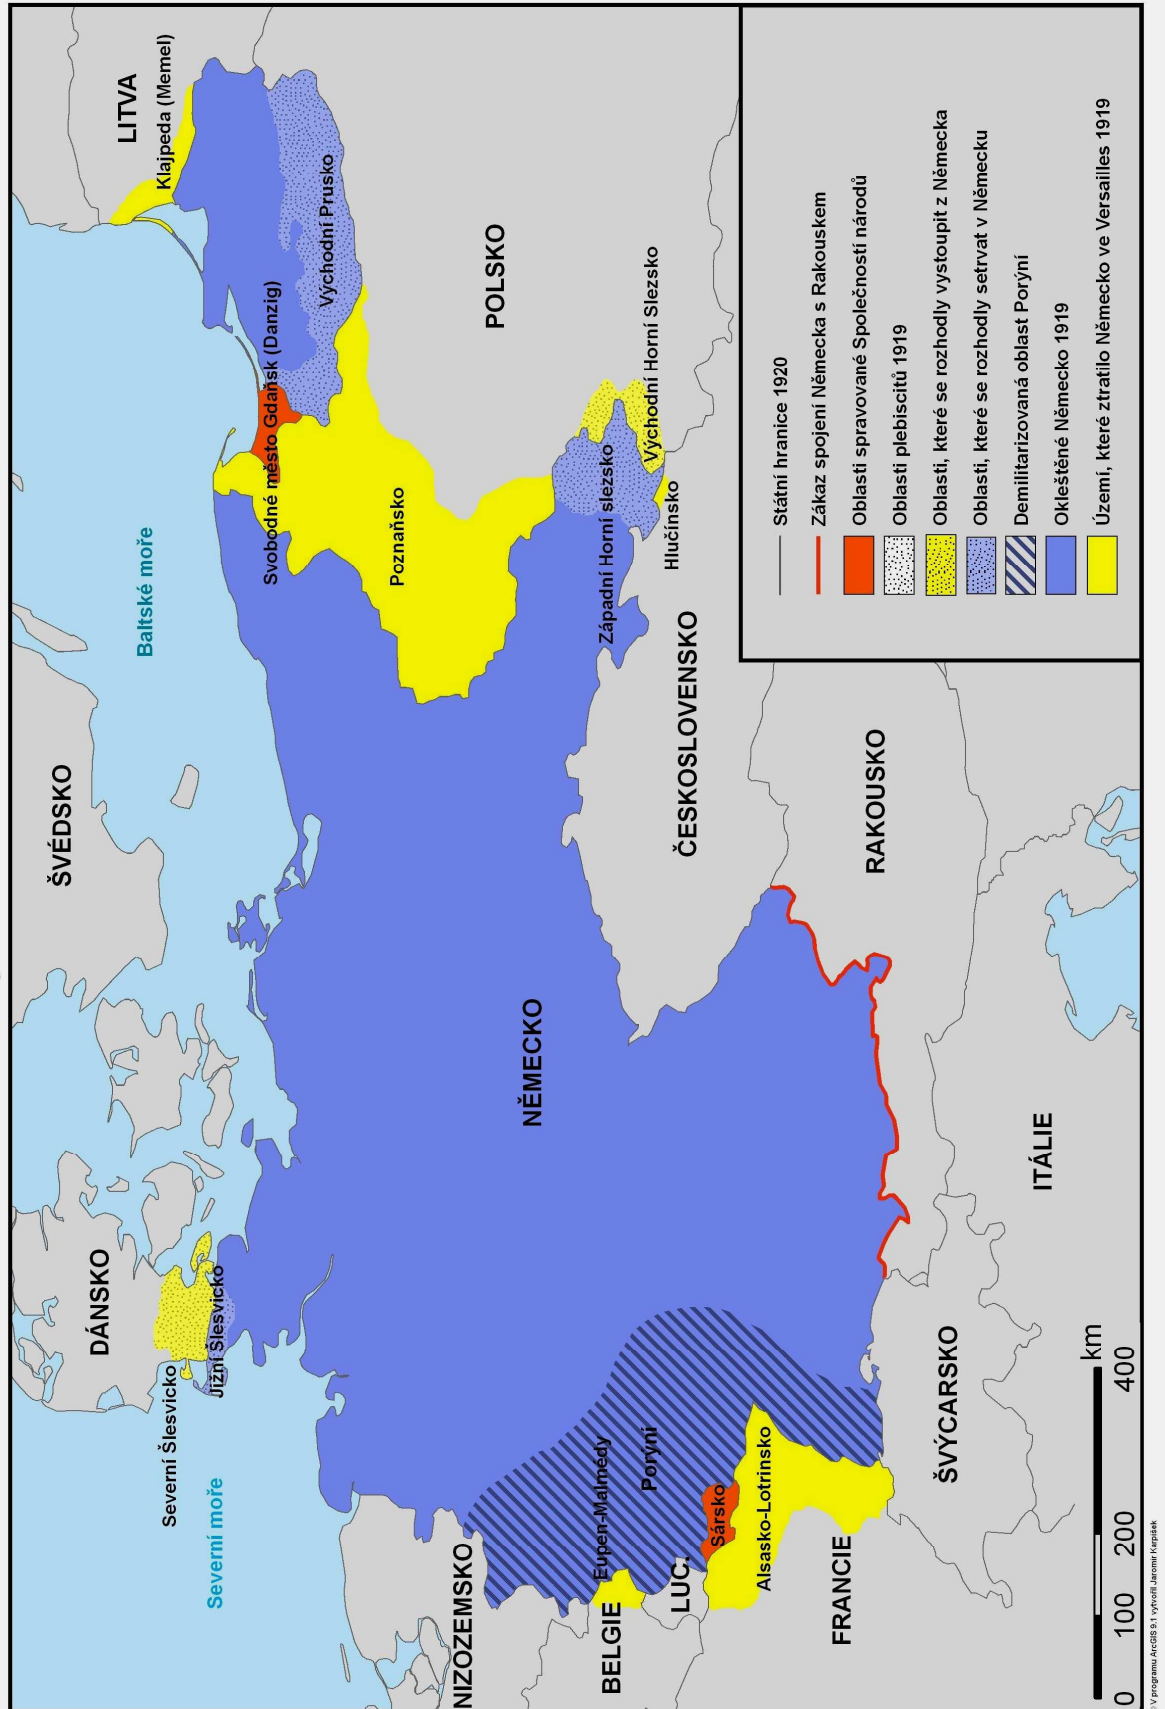 ŠVÉDSKO
LITVA
Klajpeda (Memel)
Baltské moře
DÁNSKO
Severní Šlesvicko
Jižní Šlesvicko
Severní moře
Svobodné město Gdaňsk (Danzig)
Východní Prusko
Poznaňsko
POLSKO
NĚMECKO
NIZOZEMSKO
BELGIE
Eupen-Malmédy
Porýní
LUC.
Sársko
Alsasko-Lotrinsko
FRANCIE
Západní Horní slezsko
Východní Horní Slezsko
Hlučínsko
ČESKOSLOVENSKO
RAKOUSKO
ŠVÝCARSKO
ITÁLIE
0 100 200 400 km
Státní hranice 1920
Zákaz spojení Německa s Rakouskem
Oblasti spravované Společností národů
Oblasti plebiscitů 1919
Oblasti, které se rozhodly vystoupit z Německa
Oblasti, které se rozhodly setrvat v Německu
Demilitarizovaná oblast Porýní
Okleštěné Německo 1919
Území, které ztratilo Německo ve Versailles 1919
V programu ArcGIS 9.1 vytvořil Jaromír Karpíšek